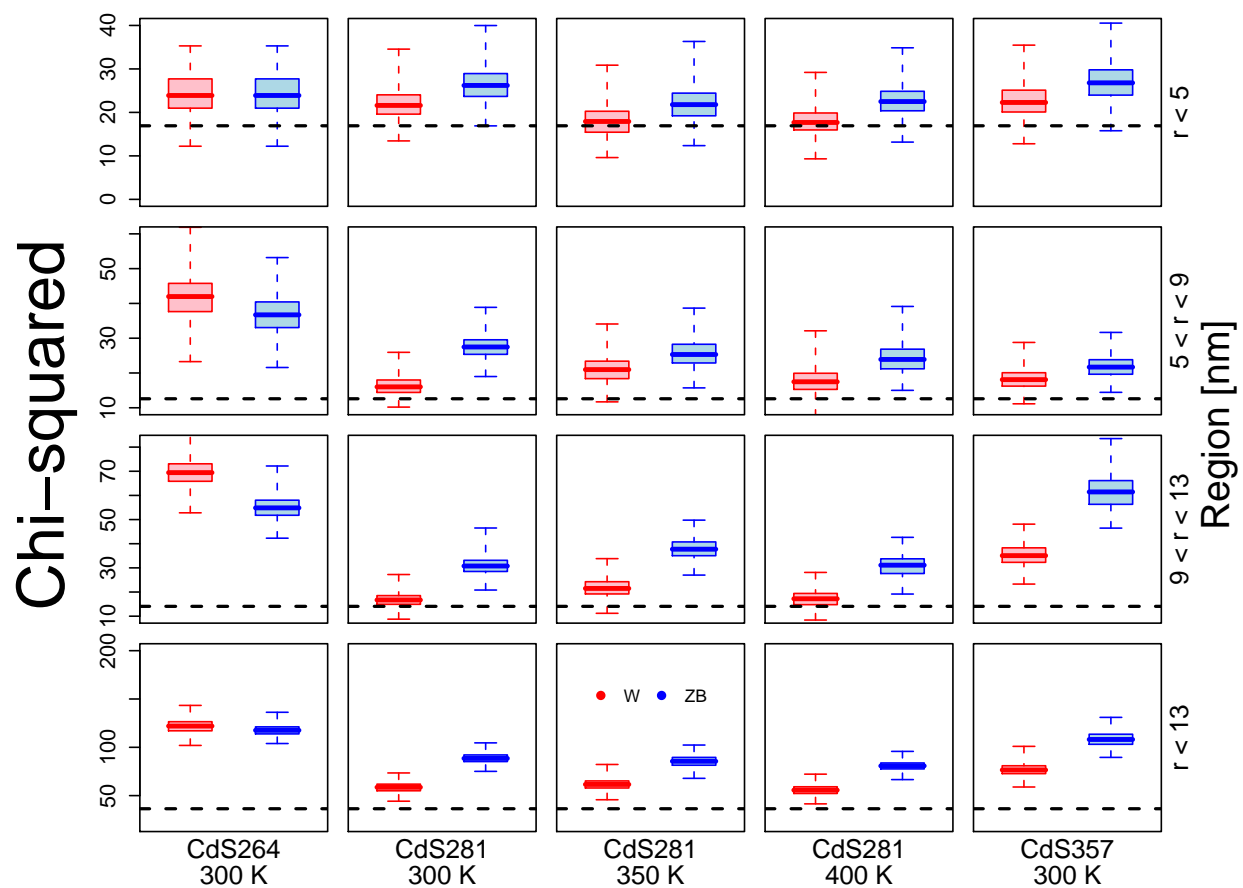 Chi−squared
0 10 20 30 40
r < 5
10 30 50
5 < r < 9
10 30 50 70
9 < r < 13
Region [nm]
50 100 200
r < 13
W ZB
CdS264 CdS281 CdS281 CdS281 CdS357
300 K 300 K 350 K 400 K 300 K